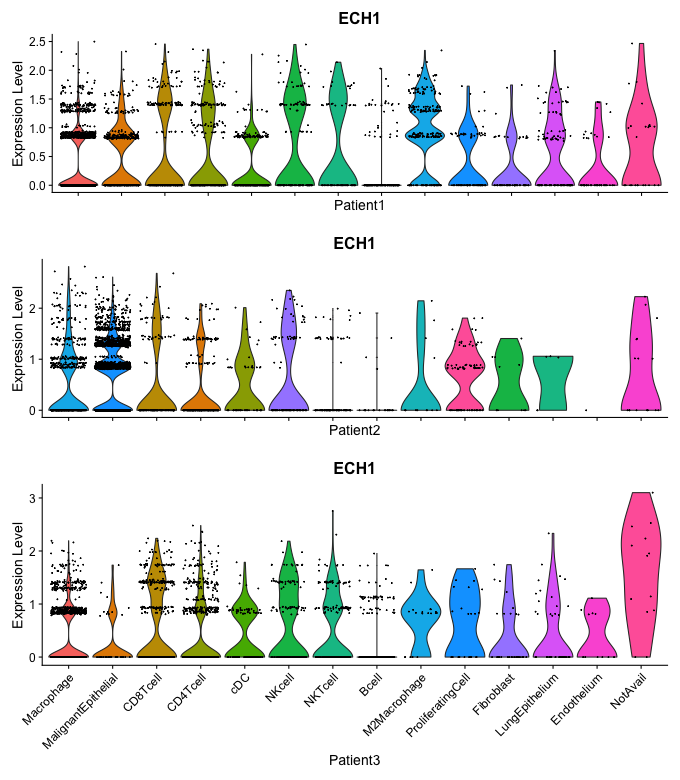 ECH1
Expression Level
2.5
2.0
1.5
1.0
0.5
0.0
Patient1
ECH1
Expression Level
2
1
0
Patient2
ECH1
Expression Level
3
2
1
0
Macrophage
MalignantEpithelial
CD8Tcell
CD4Tcell
cDC
NKcell
NKTcell
Bcell
M2Macrophage
ProliferatingCell
Fibroblast
LungEpithelium
Endothelium
NotAvail
Patient3